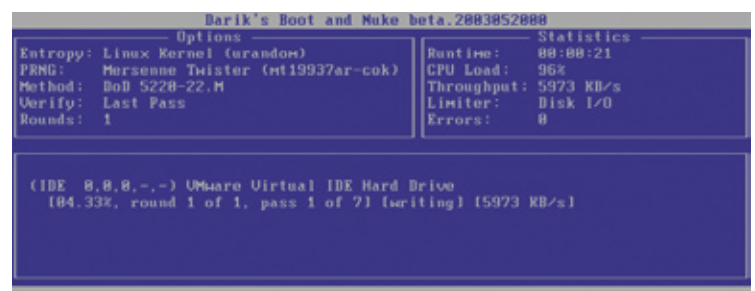 Darik's Boot and Nuke beta.2003052000
Options
Entropy: Linux Kernel (urandom)
PRNG: Mersenne Twister (mt19937ar-cok)
Method: DoD 5220-22.M
Verify: Last Pass
Rounds: 1
Statistics
Runtime: 00:00:21
CPU Load: 96%
Throughput: 5973 KB/s
Limiter: Disk I/O
Errors: 0
(IDE 0,0,0,-,-) VMware Virtual IDE Hard Drive
[04.33%, round 1 of 1, pass 1 of 7] [writing] [5973 KB/s]